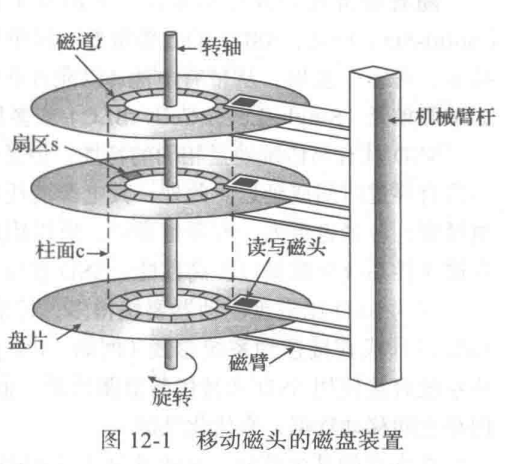 磁道t
转轴
机械臂杆
扇区s
柱面c
读写磁头
盘片
磁臂
旋转
图 12-1 移动磁头的磁盘装置